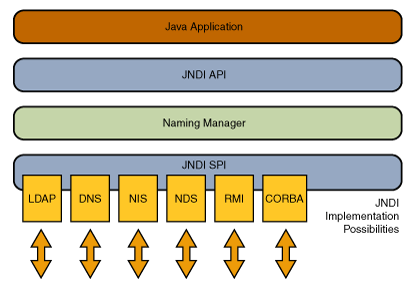 Java Application
JNDI API
Naming Manager
JNDI SPI
LDAP
DNS
NIS
NDS
RMI
CORBA
JNDI
Implementation
Possibilities